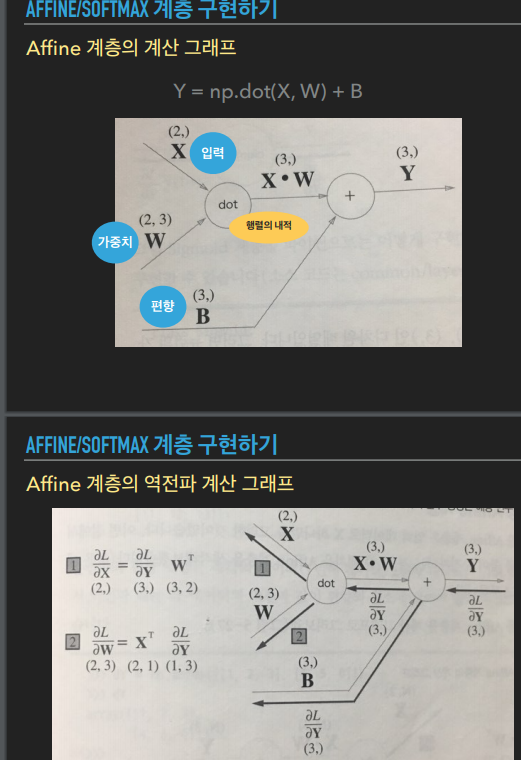 AFFINE/SOFTMAX 계층 구현하기
Affine 계층의 계산 그래프
Y = np.dot(X, W) + B
(2,)
X 입력
(3,)
X • W
(3,)
Y
dot
+
행렬의 내적
(2, 3)
가중치 W
편향
(3,)
B
AFFINE/SOFTMAX 계층 구현하기
Affine 계층의 역전파 계산 그래프
(2,)
X
1 ∂L/∂X = ∂L/∂Y Wᵀ
(2,) (3,) (3, 2)
1
(3,)
X • W
(3,)
Y
dot
+
(2, 3)
W
∂L/∂Y
(3,)
∂L/∂Y
(3,)
2 ∂L/∂W = Xᵀ ∂L/∂Y
(2, 3) (2, 1) (1, 3)
2
(3,)
B
∂L/∂Y
(3,)